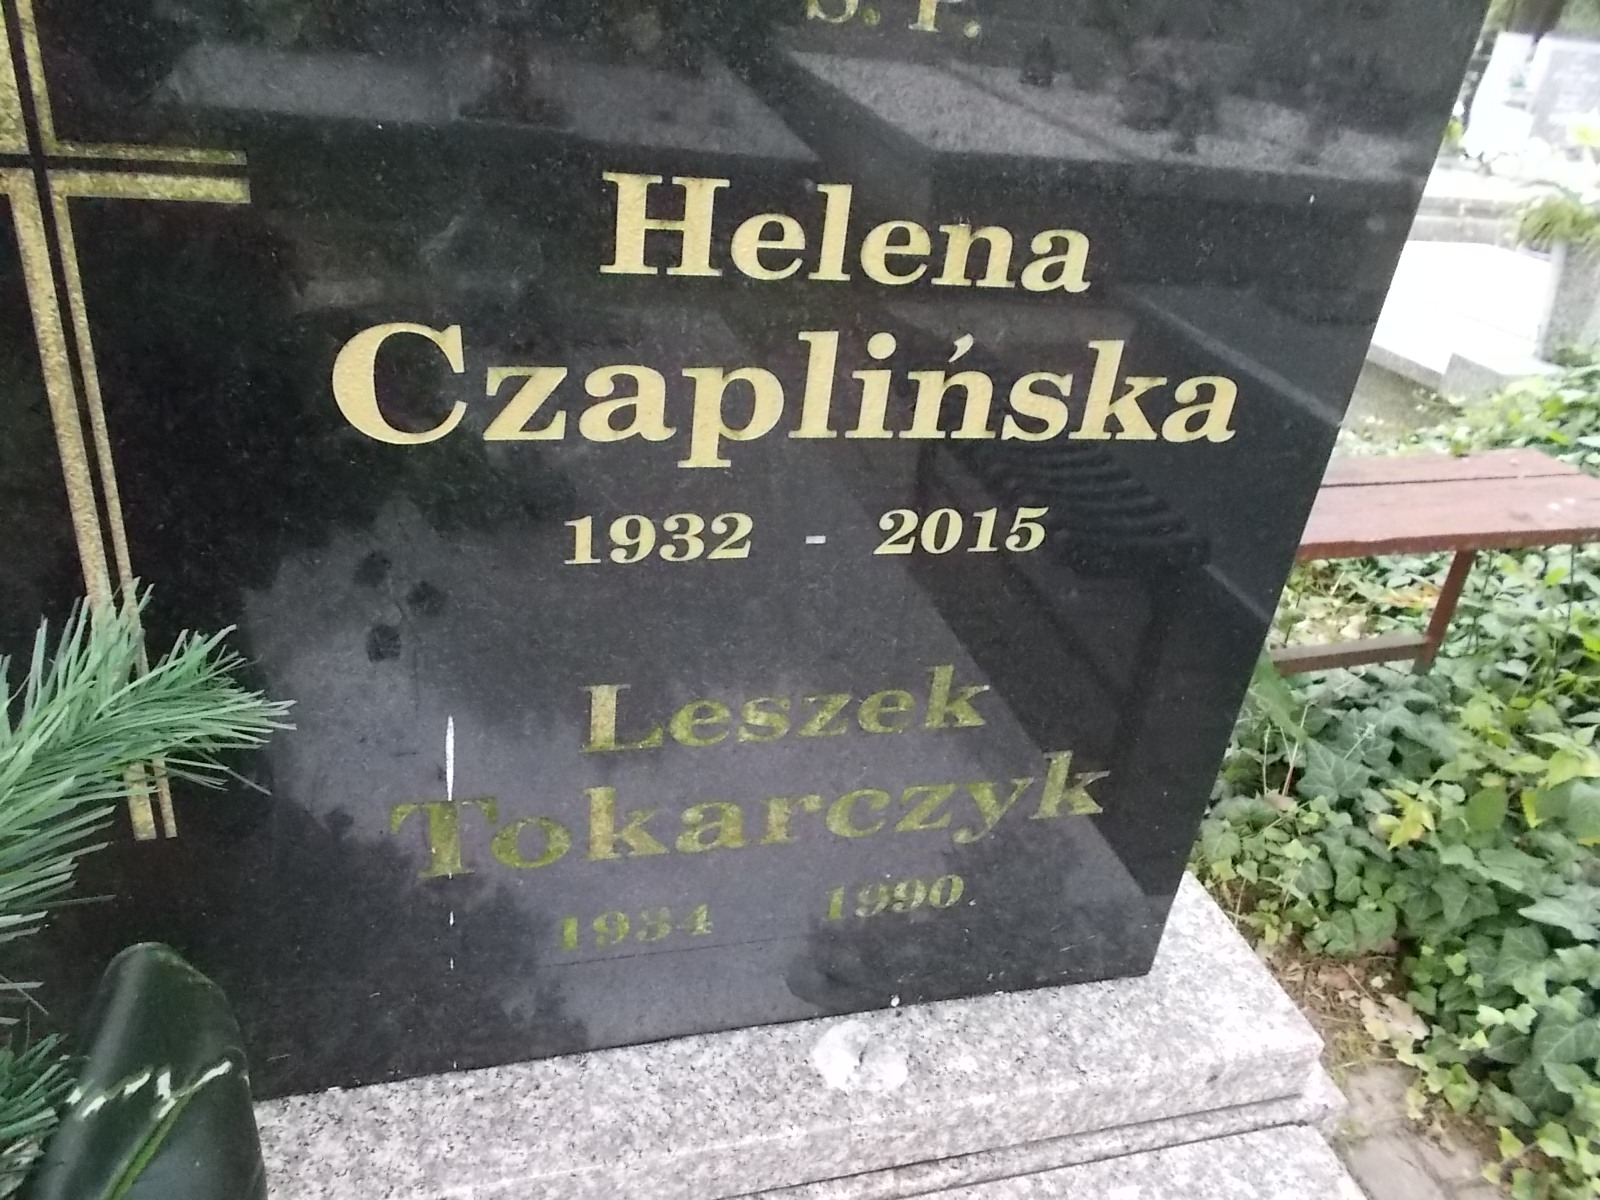 Ś. P.
Helena
Czaplińska
1932 - 2015
Leszek
Tokarczyk
1934 1990